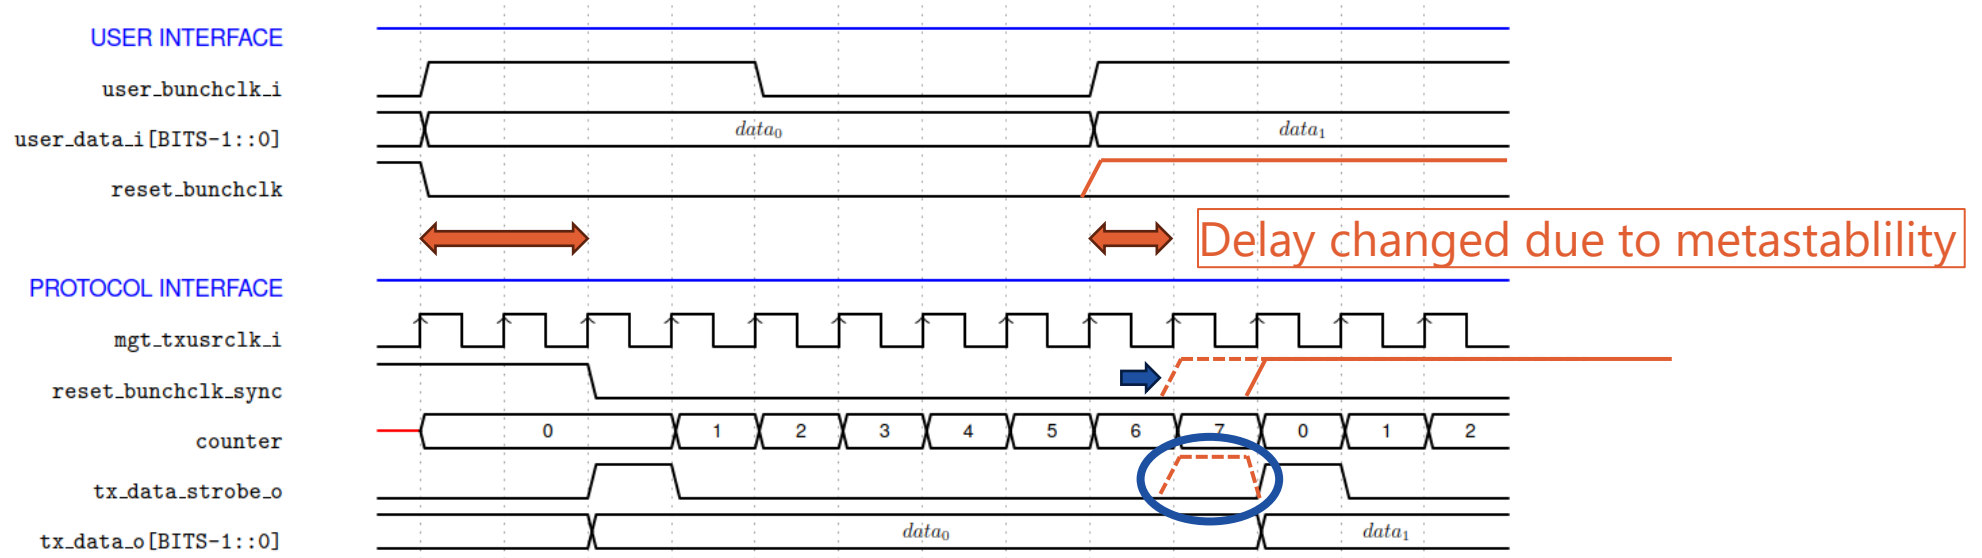 USER INTERFACE
user_bunchclk_i
user_data_i[BITS-1::0] data₀ data₁
reset_bunchclk
Delay changed due to metastablility
PROTOCOL INTERFACE
mgt_txusrclk_i
reset_bunchclk_sync
counter 0 1 2 3 4 5 6 7 0 1 2
tx_data_strobe_o
tx_data_o[BITS-1::0] data₀ data₁